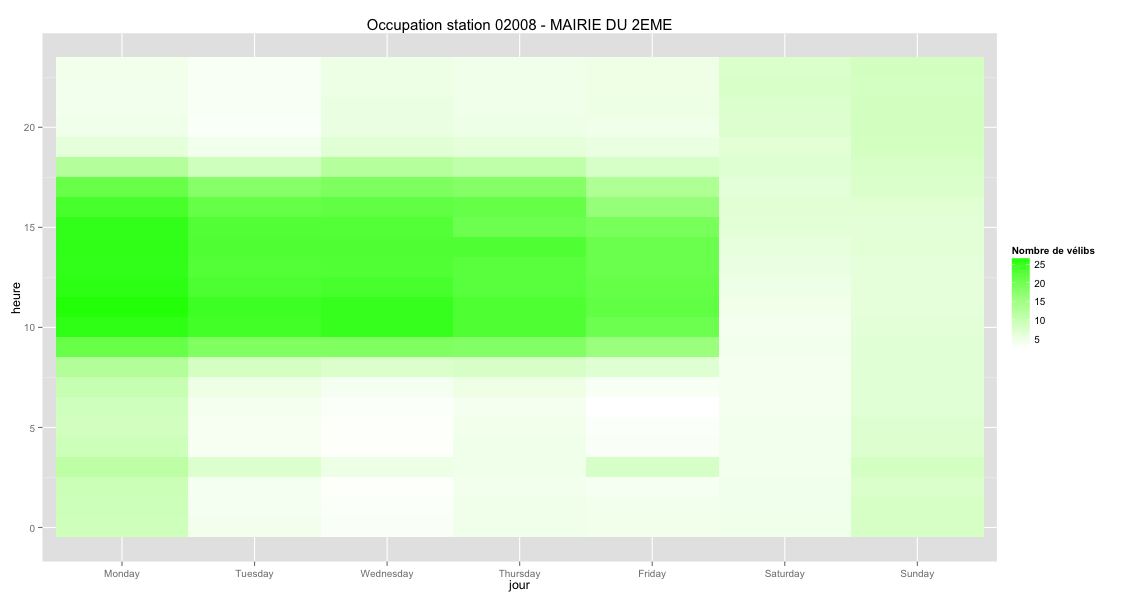 Occupation station 02008 - MAIRIE DU 2EME
heure
20
15
10
5
0
Monday Tuesday Wednesday Thursday Friday Saturday Sunday
jour
Nombre de vélibs
25
20
15
10
5